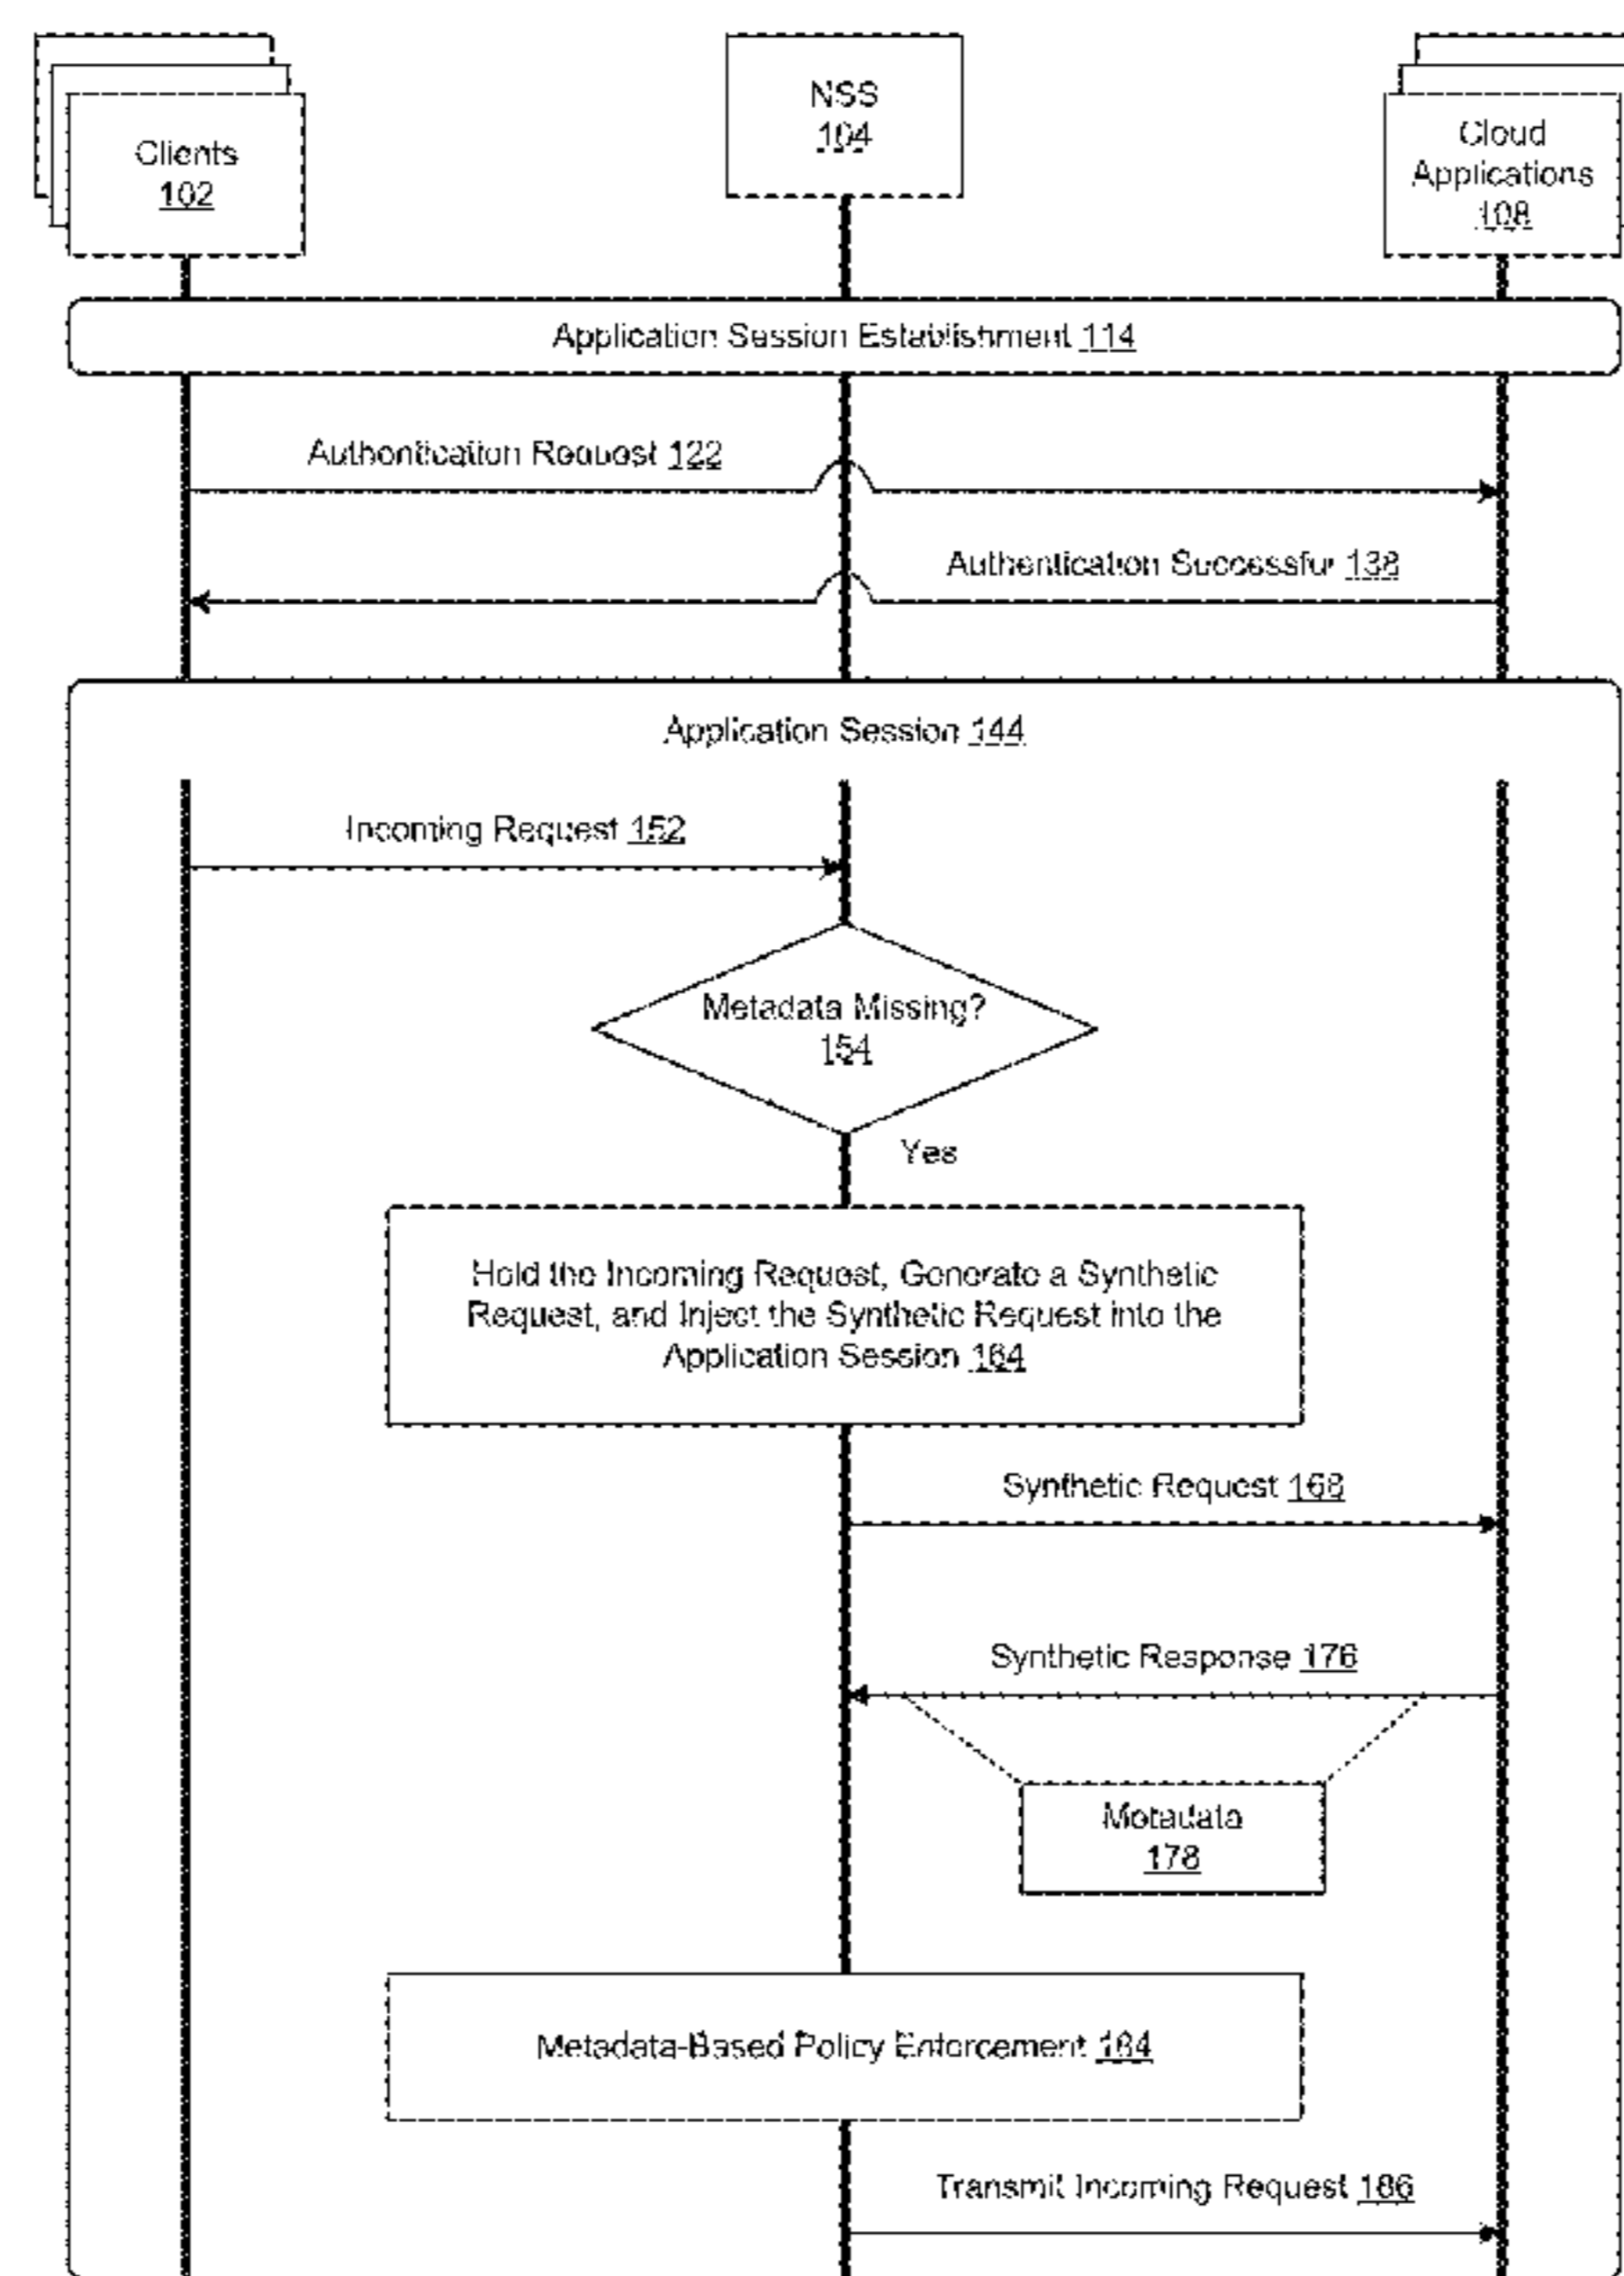 Clients
102
NSS
104
Cloud
Applications
108
Application Session Establishment 114
Authentication Request 122
Authentication Successful 138
Application Session 144
Incoming Request 152
Metadata Missing?
154
Yes
Hold the Incoming Request, Generate a Synthetic
Request, and Inject the Synthetic Request into the
Application Session 164
Synthetic Request 168
Synthetic Response 176
Metadata
178
Metadata-Based Policy Enforcement 184
Transmit Incoming Request 186